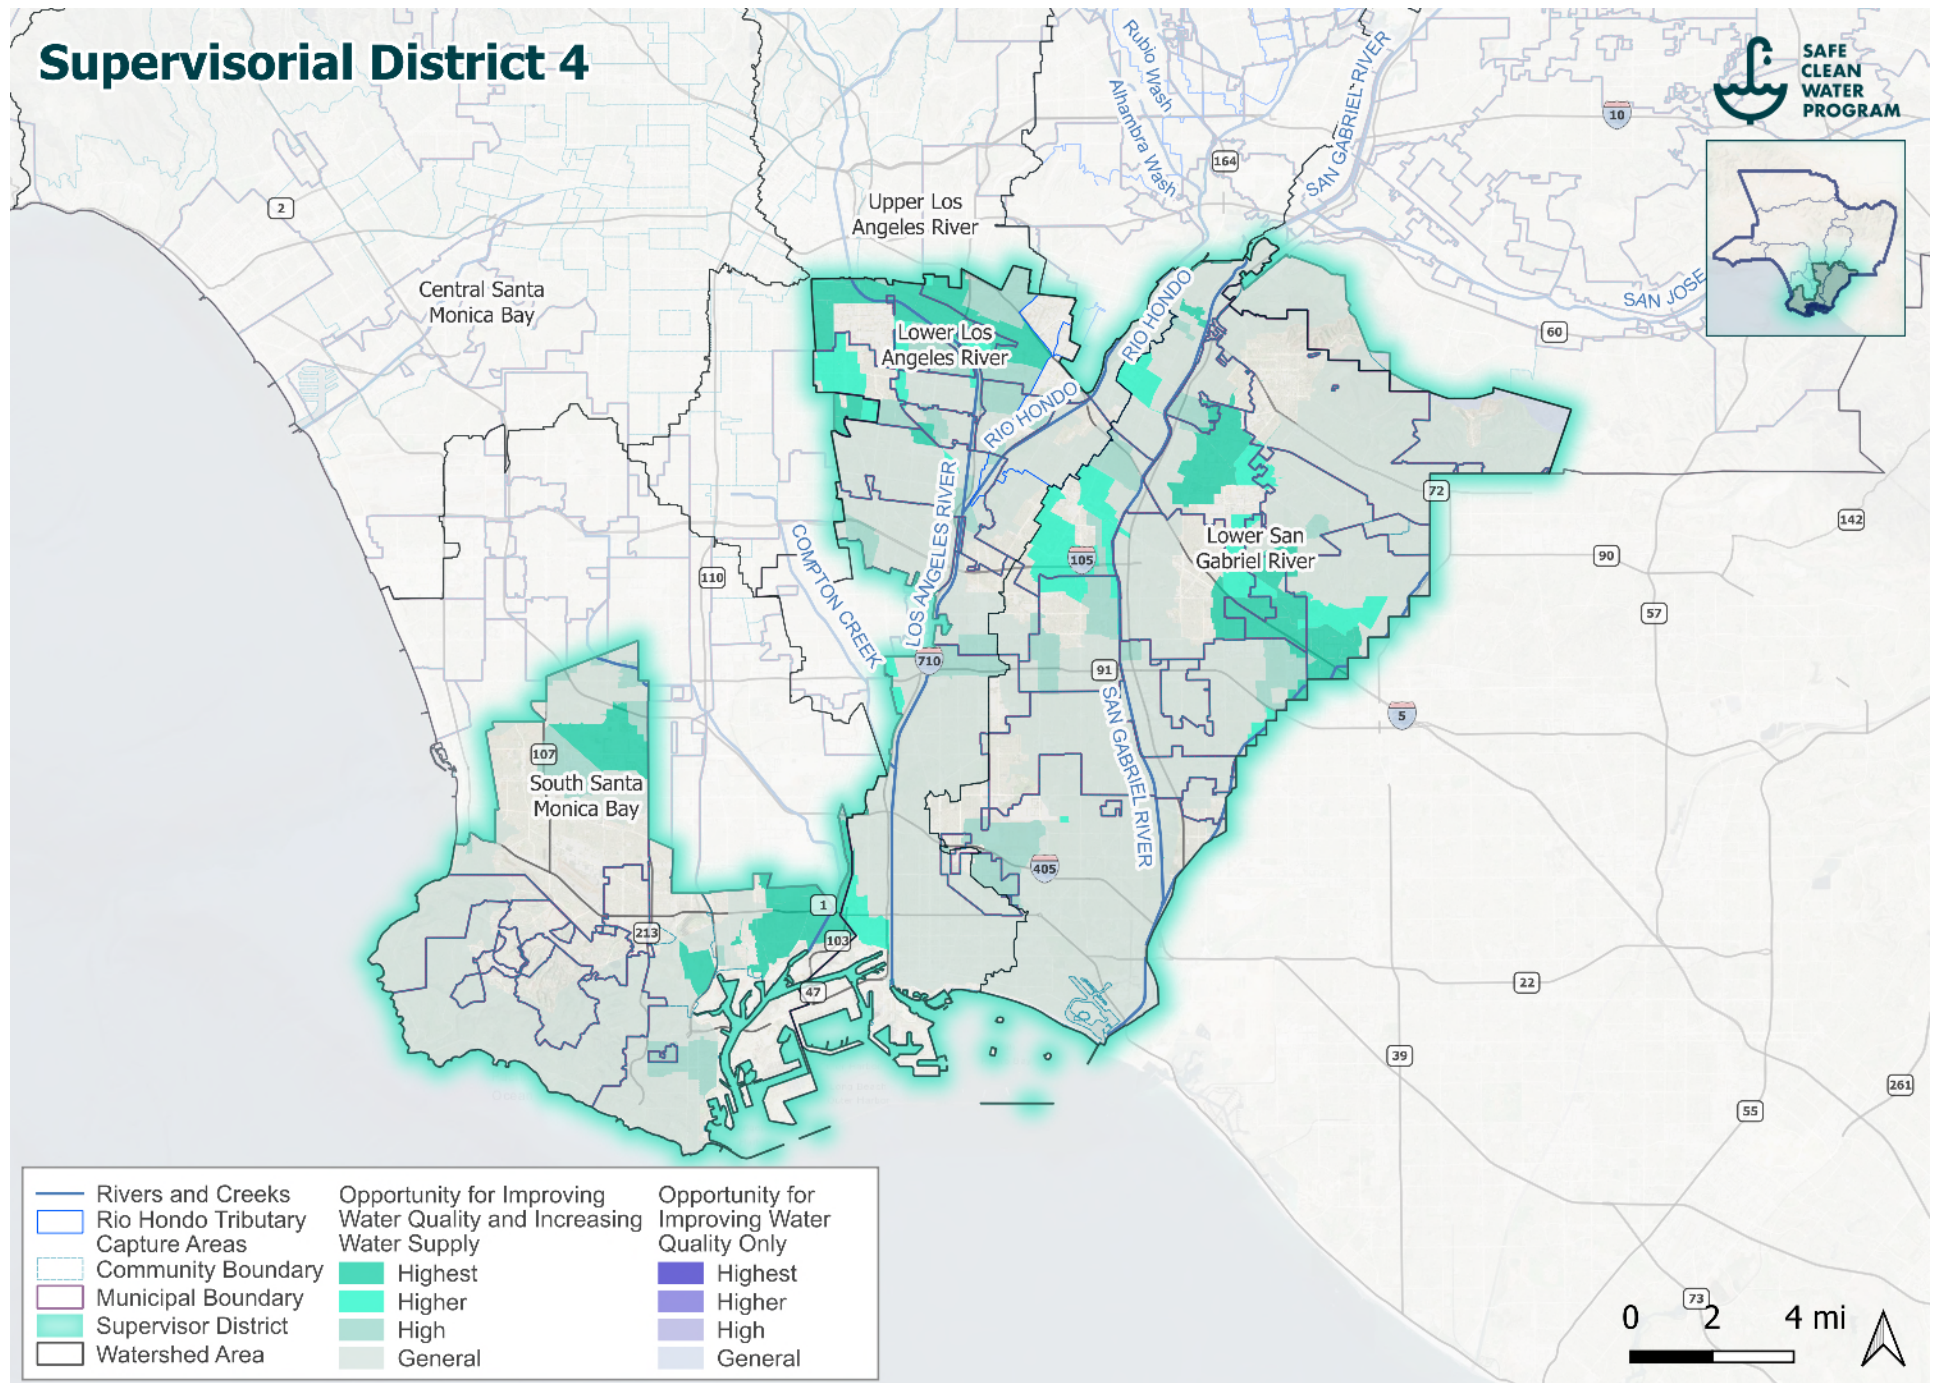 Supervisorial District 4
SAFE
CLEAN
WATER
PROGRAM
Rubio Wash
Alhambra Wash
SAN GABRIEL RIVER
10
164
2
Upper Los
Angeles River
Central Santa
Monica Bay
SAN JOSE
60
RIO HONDO
Lower Los
Angeles River
RIO HONDO
LOS ANGELES RIVER
COMPTON CREEK
72
142
Lower San
Gabriel River
105
90
110
57
710
91
SAN GABRIEL RIVER
5
107
South Santa
Monica Bay
405
1
213
103
47
22
39
261
55
73
Rivers and Creeks
Rio Hondo Tributary
Capture Areas
Community Boundary
Municipal Boundary
Supervisor District
Watershed Area
Opportunity for Improving
Water Quality and Increasing
Water Supply
Highest
Higher
High
General
Opportunity for
Improving Water
Quality Only
Highest
Higher
High
General
0 2 4 mi